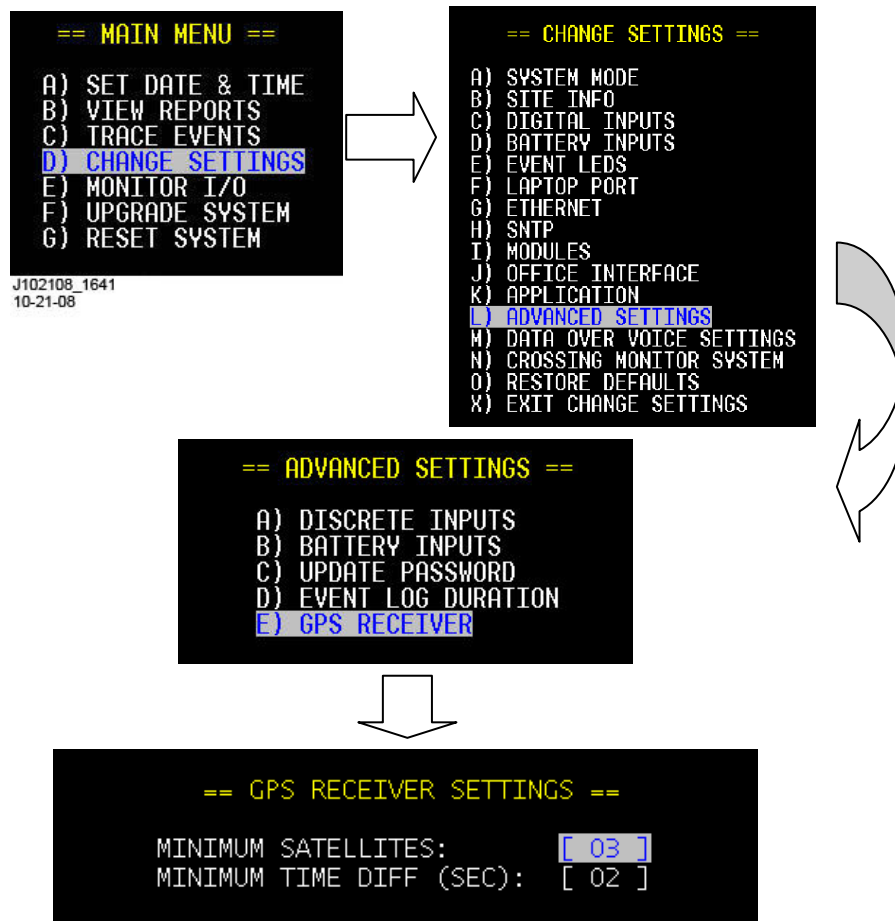 == MAIN MENU ==
A) SET DATE & TIME
B) VIEW REPORTS
C) TRACE EVENTS
D) CHANGE SETTINGS
E) MONITOR I/O
F) UPGRADE SYSTEM
G) RESET SYSTEM
J102108_1641
10-21-08
== CHANGE SETTINGS ==
A) SYSTEM MODE
B) SITE INFO
C) DIGITAL INPUTS
D) BATTERY INPUTS
E) EVENT LEDS
F) LAPTOP PORT
G) ETHERNET
H) SNTP
I) MODULES
J) OFFICE INTERFACE
K) APPLICATION
L) ADVANCED SETTINGS
M) DATA OVER VOICE SETTINGS
N) CROSSING MONITOR SYSTEM
O) RESTORE DEFAULTS
X) EXIT CHANGE SETTINGS
== ADVANCED SETTINGS ==
A) DISCRETE INPUTS
B) BATTERY INPUTS
C) UPDATE PASSWORD
D) EVENT LOG DURATION
E) GPS RECEIVER
== GPS RECEIVER SETTINGS ==
MINIMUM SATELLITES: [ 03 ]
MINIMUM TIME DIFF (SEC): [ 02 ]